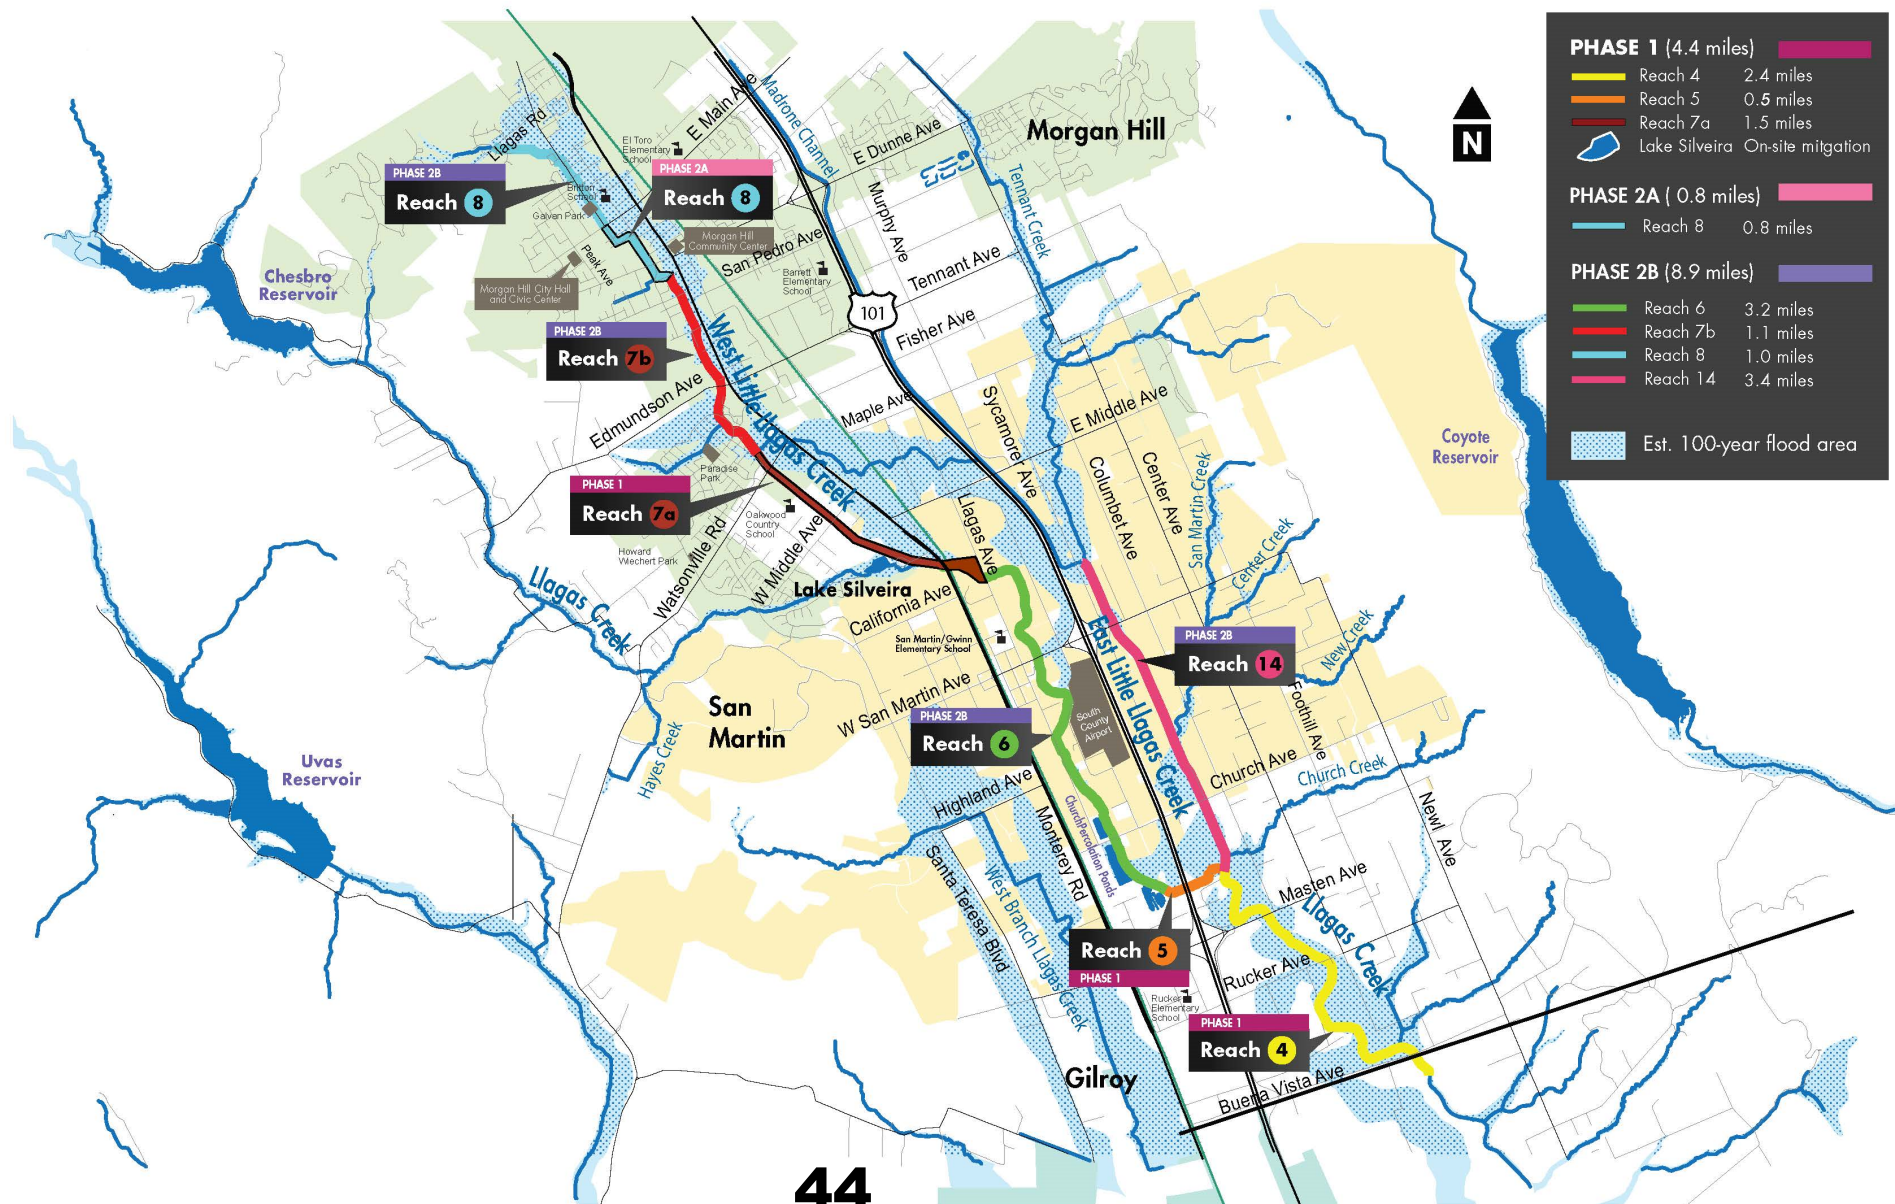 PHASE 1 (4.4 miles)
Reach 4 2.4 miles
Reach 5 0.5 miles
Reach 7a 1.5 miles
Lake Silveira On-site mitgation
PHASE 2A ( 0.8 miles)
Reach 8 0.8 miles
PHASE 2B (8.9 miles)
Reach 6 3.2 miles
Reach 7b 1.1 miles
Reach 8 1.0 miles
Reach 14 3.4 miles
Est. 100-year flood area
N
Morgan Hill
E Main Ave
Madrone Channel
E Dunne Ave
Llagas Rd
El Toro
Elementary
School
PHASE 2B
Reach 8
PHASE 2A
Reach 8
Britton
School
Galvan Park
Morgan Hill
Community Center
Peak Ave
Morgan Hill City Hall
and Civic Center
San Pedro Ave
Barrett
Elementary
School
Murphy Ave
Tennant Creek
Tennant Ave
101
Fisher Ave
Chesbro
Reservoir
PHASE 2B
Reach 7b
West Little Llagas Creek
Edmundson Ave
Maple Ave
Sycamorer Ave
E Middle Ave
Columbet Ave
Center Ave
San Martin Creek
Center Creek
Coyote
Reservoir
Paradise
Park
PHASE 1
Reach 7a
Oakwood
Country
School
Howard
Wiechert Park
Watsonville Rd
W Middle Ave
Llagas Ave
Llagas Creek
Lake Silveira
California Ave
San Martin/Gwinn
Elementary School
East Little Llagas Creek
PHASE 2B
Reach 14
New Creek
Foothill Ave
San
Martin
W San Martin Ave
PHASE 2B
Reach 6
South
County
Airport
Hayes Creek
Uvas
Reservoir
Church Ave
Church Creek
Highland Ave
Monterey Rd
ChurchPercolation Ponds
Newl Ave
Santa Teresa Blvd
West Branch Llagas Creek
Masten Ave
Llagas Creek
Reach 5
PHASE 1
Rucker Ave
Rucker
Elementary
School
PHASE 1
Reach 4
Gilroy
Buena Vista Ave
44